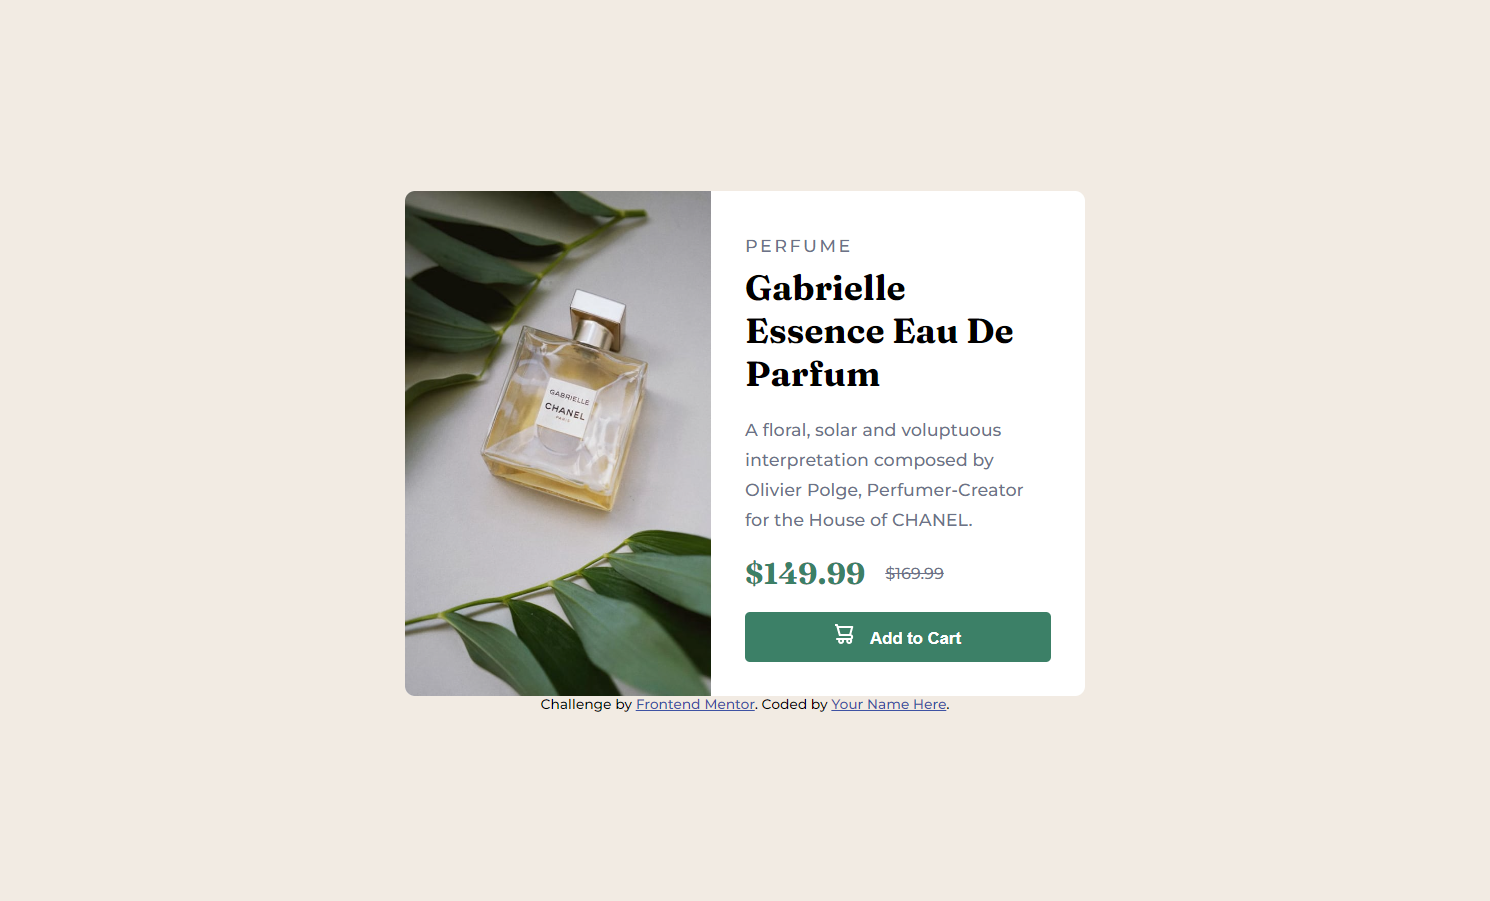 GABRIELLE
CHANEL
PARIS
PERFUME
Gabrielle
Essence Eau De
Parfum
A floral, solar and voluptuous
interpretation composed by
Olivier Polge, Perfumer-Creator
for the House of CHANEL.
$149.99 $169.99
Add to Cart
Challenge by Frontend Mentor. Coded by Your Name Here.